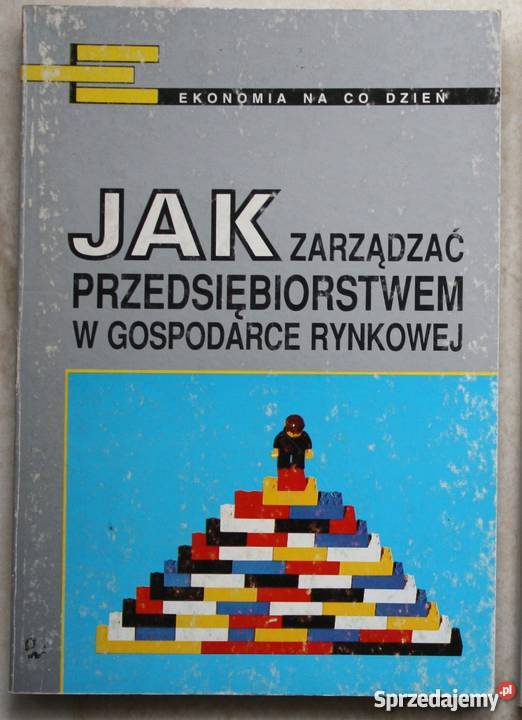 EKONOMIA NA CO DZIEŃ
JAK ZARZĄDZAĆ
PRZEDSIĘBIORSTWEM
W GOSPODARCE RYNKOWEJ
Sprzedajemy.pl